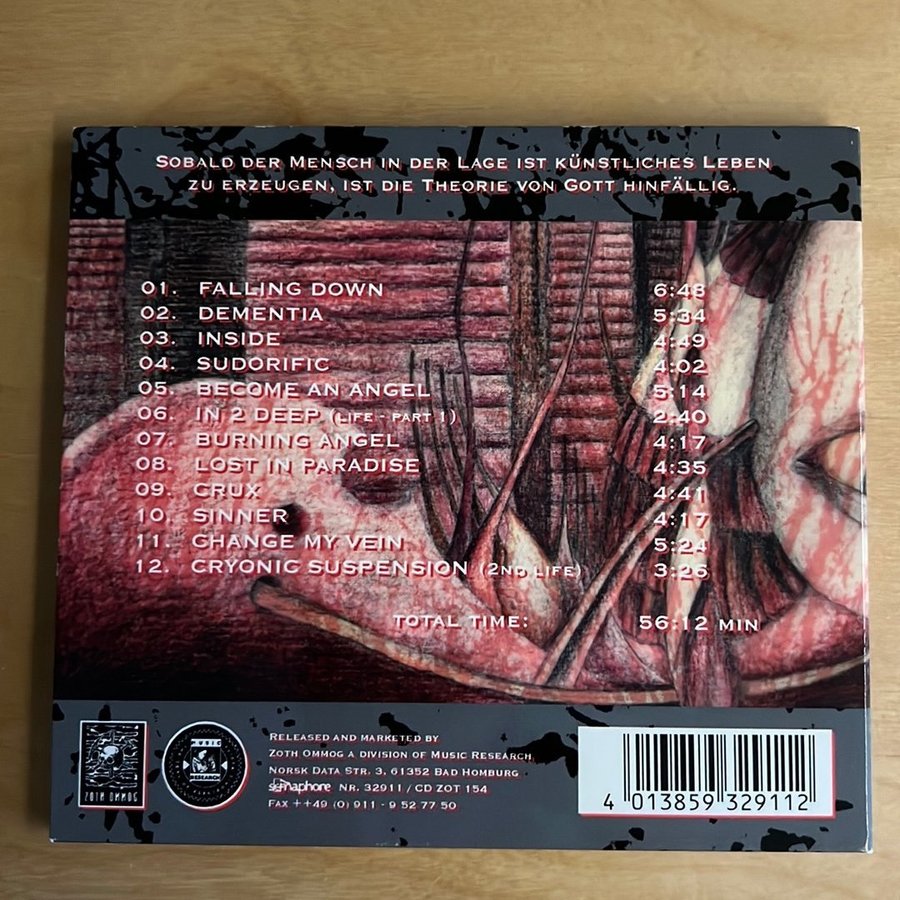 SOBALD DER MENSCH IN DER LAGE IST KÜNSTLICHES LEBEN
ZU ERZEUGEN, IST DIE THEORIE VON GOTT HINFÄLLIG.
01. FALLING DOWN 6:48
02. DEMENTIA 5:34
03. INSIDE 4:49
04. SUDORIFIC 4:02
05. BECOME AN ANGEL 5:14
06. IN 2 DEEP (LIFE - PART 1) 2:40
07. BURNING ANGEL 4:17
08. LOST IN PARADISE 4:35
09. CRUX 4:41
10. SINNER 4:17
11. CHANGE MY VEIN 5:24
12. CRYONIC SUSPENSION (2ND LIFE) 3:26
TOTAL TIME: 56:12 MIN
ZOTH OMMOG
MUSIC
RESEARCH
RELEASED AND MARKETED BY
ZOTH OMMOG A DIVISION OF MUSIC RESEARCH
NORSK DATA STR. 3, 61352 BAD HOMBURG
semaphore NR. 32911 / CD ZOT 154
FAX ++49 (0) 911 - 9 52 77 50
4 013859 329112